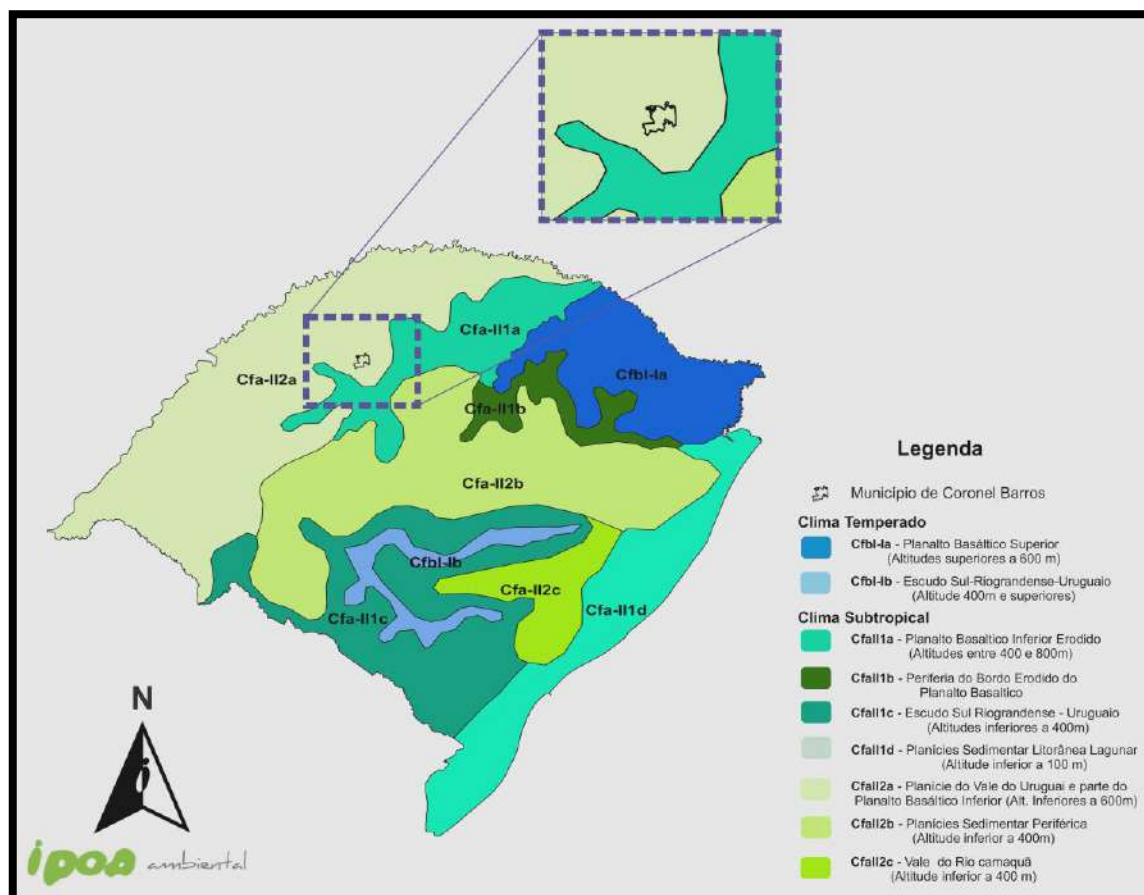 Cfa-II1a
Cfa-II2a
Cfbl-Ia
Cfa-II1b
Cfa-II2b
Cfbl-Ib
Cfa-II2c
Cfa-II1c
Cfa-II1d
Legenda
Município de Coronel Barros
Clima Temperado
Cfbl-Ia - Planalto Basáltico Superior
(Altitudes superiores a 600 m)
Cfbl-Ib - Escudo Sul-Riograndense-Uruguaio
(Altitude 400m e superiores)
Clima Subtropical
CfaII1a - Planalto Basaltico Inferior Erodido
(Altitudes entre 400 e 800m)
CfaII1b - Periferia do Bordo Erodido do
Planalto Basaltico
CfaII1c - Escudo Sul Riograndense - Uruguaio
(Altitudes inferiores a 400m)
CfaII1d - Planícies Sedimentar Litorânea Lagunar
(Altitude inferior a 100 m)
CfaII2a - Planície do Vale do Uruguai e parte do
Planalto Basáltico Inferior (Alt. Inferiores a 600m)
CfaII2b - Planícies Sedimentar Periférica
(Altitude inferior a 400m)
CfaII2c - Vale do Rio camaquã
(Altitude inferior a 400 m)
N
i
ipoa ambiental